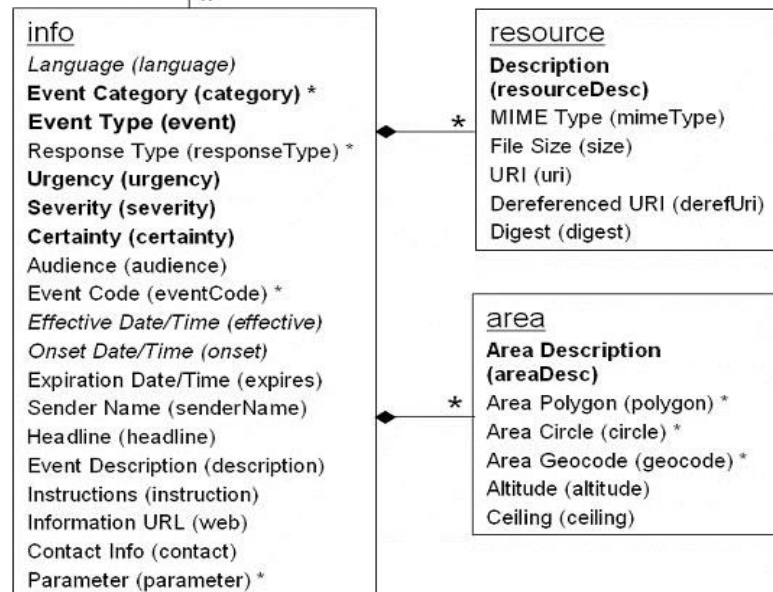 *
info
Language (language)
Event Category (category) *
Event Type (event)
Response Type (responseType) *
Urgency (urgency)
Severity (severity)
Certainty (certainty)
Audience (audience)
Event Code (eventCode) *
Effective Date/Time (effective)
Onset Date/Time (onset)
Expiration Date/Time (expires)
Sender Name (senderName)
Headline (headline)
Event Description (description)
Instructions (instruction)
Information URL (web)
Contact Info (contact)
Parameter (parameter) *
*
resource
Description
(resourceDesc)
MIME Type (mimeType)
File Size (size)
URI (uri)
Dereferenced URI (derefUri)
Digest (digest)
*
area
Area Description
(areaDesc)
Area Polygon (polygon) *
Area Circle (circle) *
Area Geocode (geocode) *
Altitude (altitude)
Ceiling (ceiling)